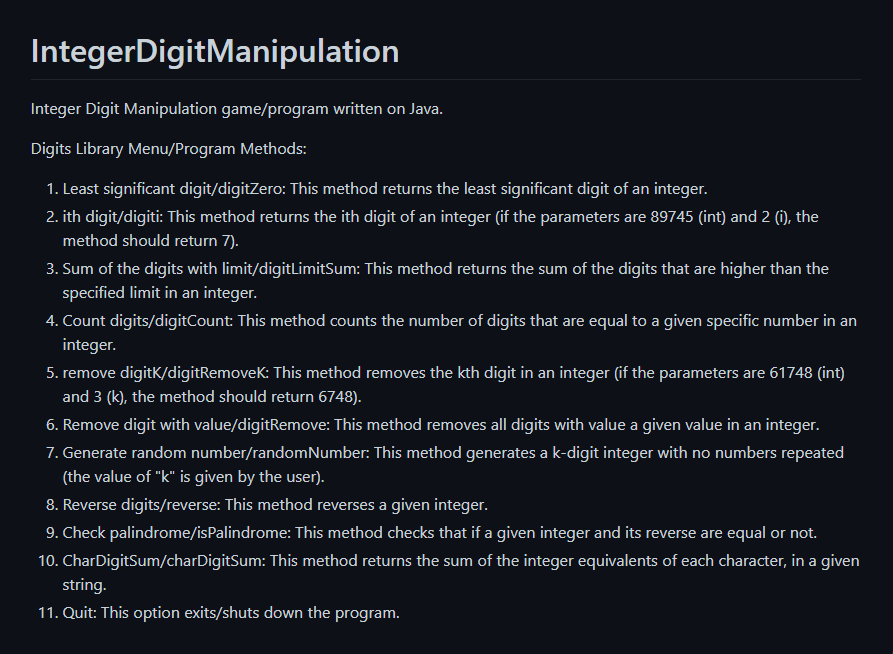 IntegerDigitManipulation
Integer Digit Manipulation game/program written on Java.
Digits Library Menu/Program Methods:
1. Least significant digit/digitZero: This method returns the least significant digit of an integer.
2. ith digit/digiti: This method returns the ith digit of an integer (if the parameters are 89745 (int) and 2 (i), the
method should return 7).
3. Sum of the digits with limit/digitLimitSum: This method returns the sum of the digits that are higher than the
specified limit in an integer.
4. Count digits/digitCount: This method counts the number of digits that are equal to a given specific number in an
integer.
5. remove digitK/digitRemoveK: This method removes the kth digit in an integer (if the parameters are 61748 (int)
and 3 (k), the method should return 6748).
6. Remove digit with value/digitRemove: This method removes all digits with value a given value in an integer.
7. Generate random number/randomNumber: This method generates a k-digit integer with no numbers repeated
(the value of "k" is given by the user).
8. Reverse digits/reverse: This method reverses a given integer.
9. Check palindrome/isPalindrome: This method checks that if a given integer and its reverse are equal or not.
10. CharDigitSum/charDigitSum: This method returns the sum of the integer equivalents of each character, in a given
string.
11. Quit: This option exits/shuts down the program.